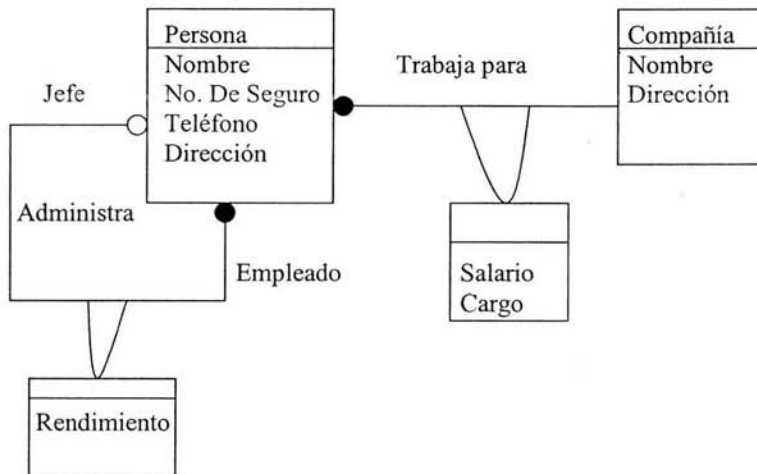 Persona
Nombre
No. De Seguro
Teléfono
Dirección
Trabaja para
Compañía
Nombre
Dirección
Jefe
Administra
Empleado
Salario
Cargo
Rendimiento